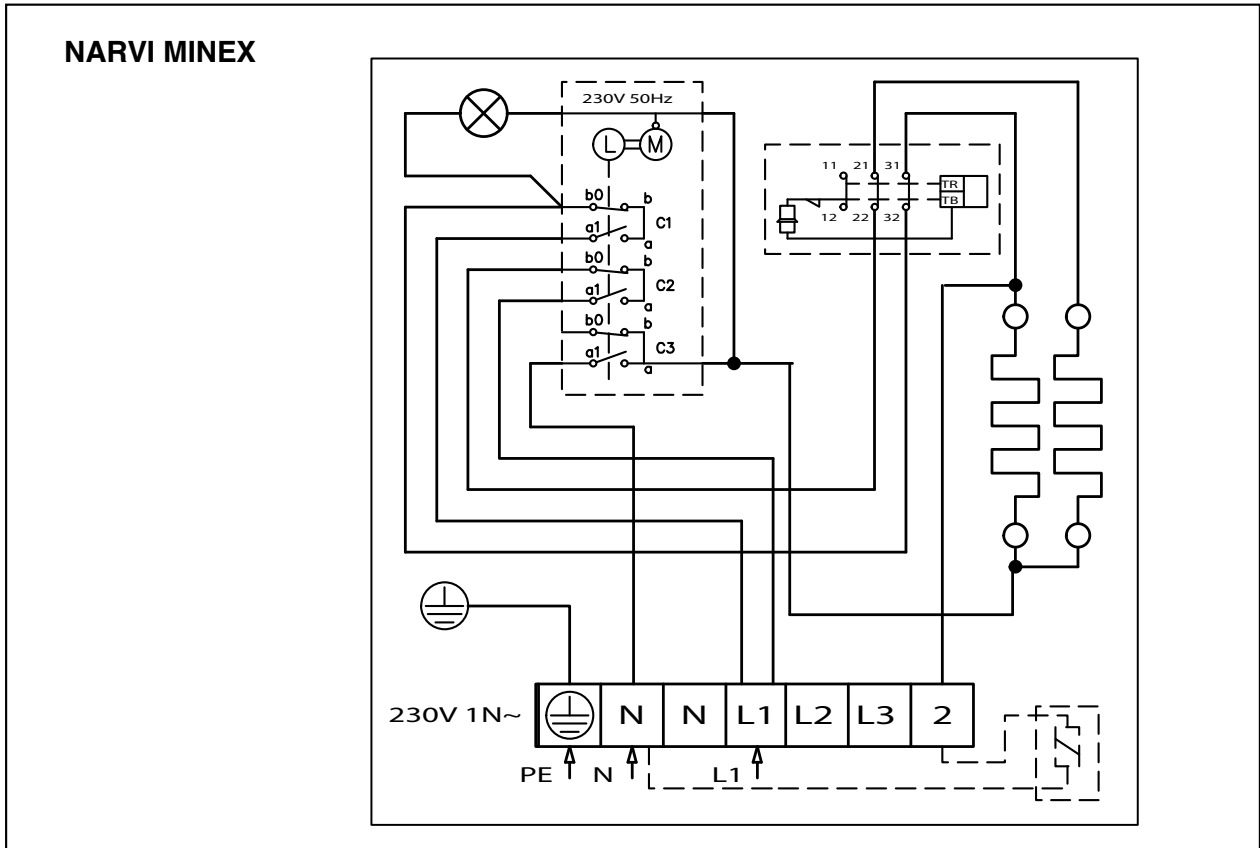 NARVI MINEX
230V 50Hz
L M
11 21 31
TR
TB
12 22 32
b0 b
C1
a1 a
b0 b
C2
a1 a
b0 b
C3
a1 a
230V 1N~ N N L1 L2 L3 2
PE N L1